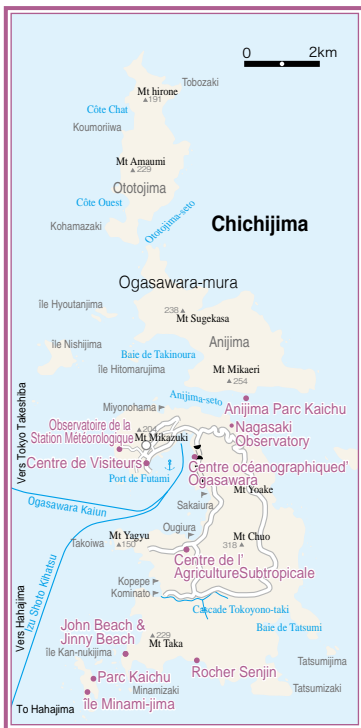 0 2km
Tobozaki
Mt hirone
191
Côte Chat
Koumoriiwa
Mt Amaumi
229
Ototojima
Côte Ouest
Ototojima-seto
Kohamazaki
Chichijima
Ogasawara-mura
île Hyoutanjima
238
Mt Sugekasa
île Nishijima
Anijima
Baie de Takinoura
île Hitomarujima
Mt Mikaeri
254
Anijima-seto
Anijima Parc Kaichu
Miyonohama
Nagasaki
Observatory
Observatoire de la
Station Météorologique
204
Mt Mikazuki
Centre de Visiteurs
Centre océanographiqued'
Ogasawara
Port de Futami
Mt Yoake
Vers Tokyo Takeshiba
Ogasawara Kaiun
Sakaiura
Ougiura
Mt Yagyu
150
Takoiwa
Mt Chuo
318
Centre de l'
AgricultureSubtropicale
Izu Shoto Kihatsu
Vers Hahajima
Kopepe
Kominato
Cascade Tokoyono-taki
Baie de Tatsumi
John Beach &
Jinny Beach
229
Mt Taka
île Kan-nukijima
Rocher Senjin
Tatsumijima
Parc Kaichu
Minamizaki
Tatsumizaki
île Minami-jima
To Hahajima